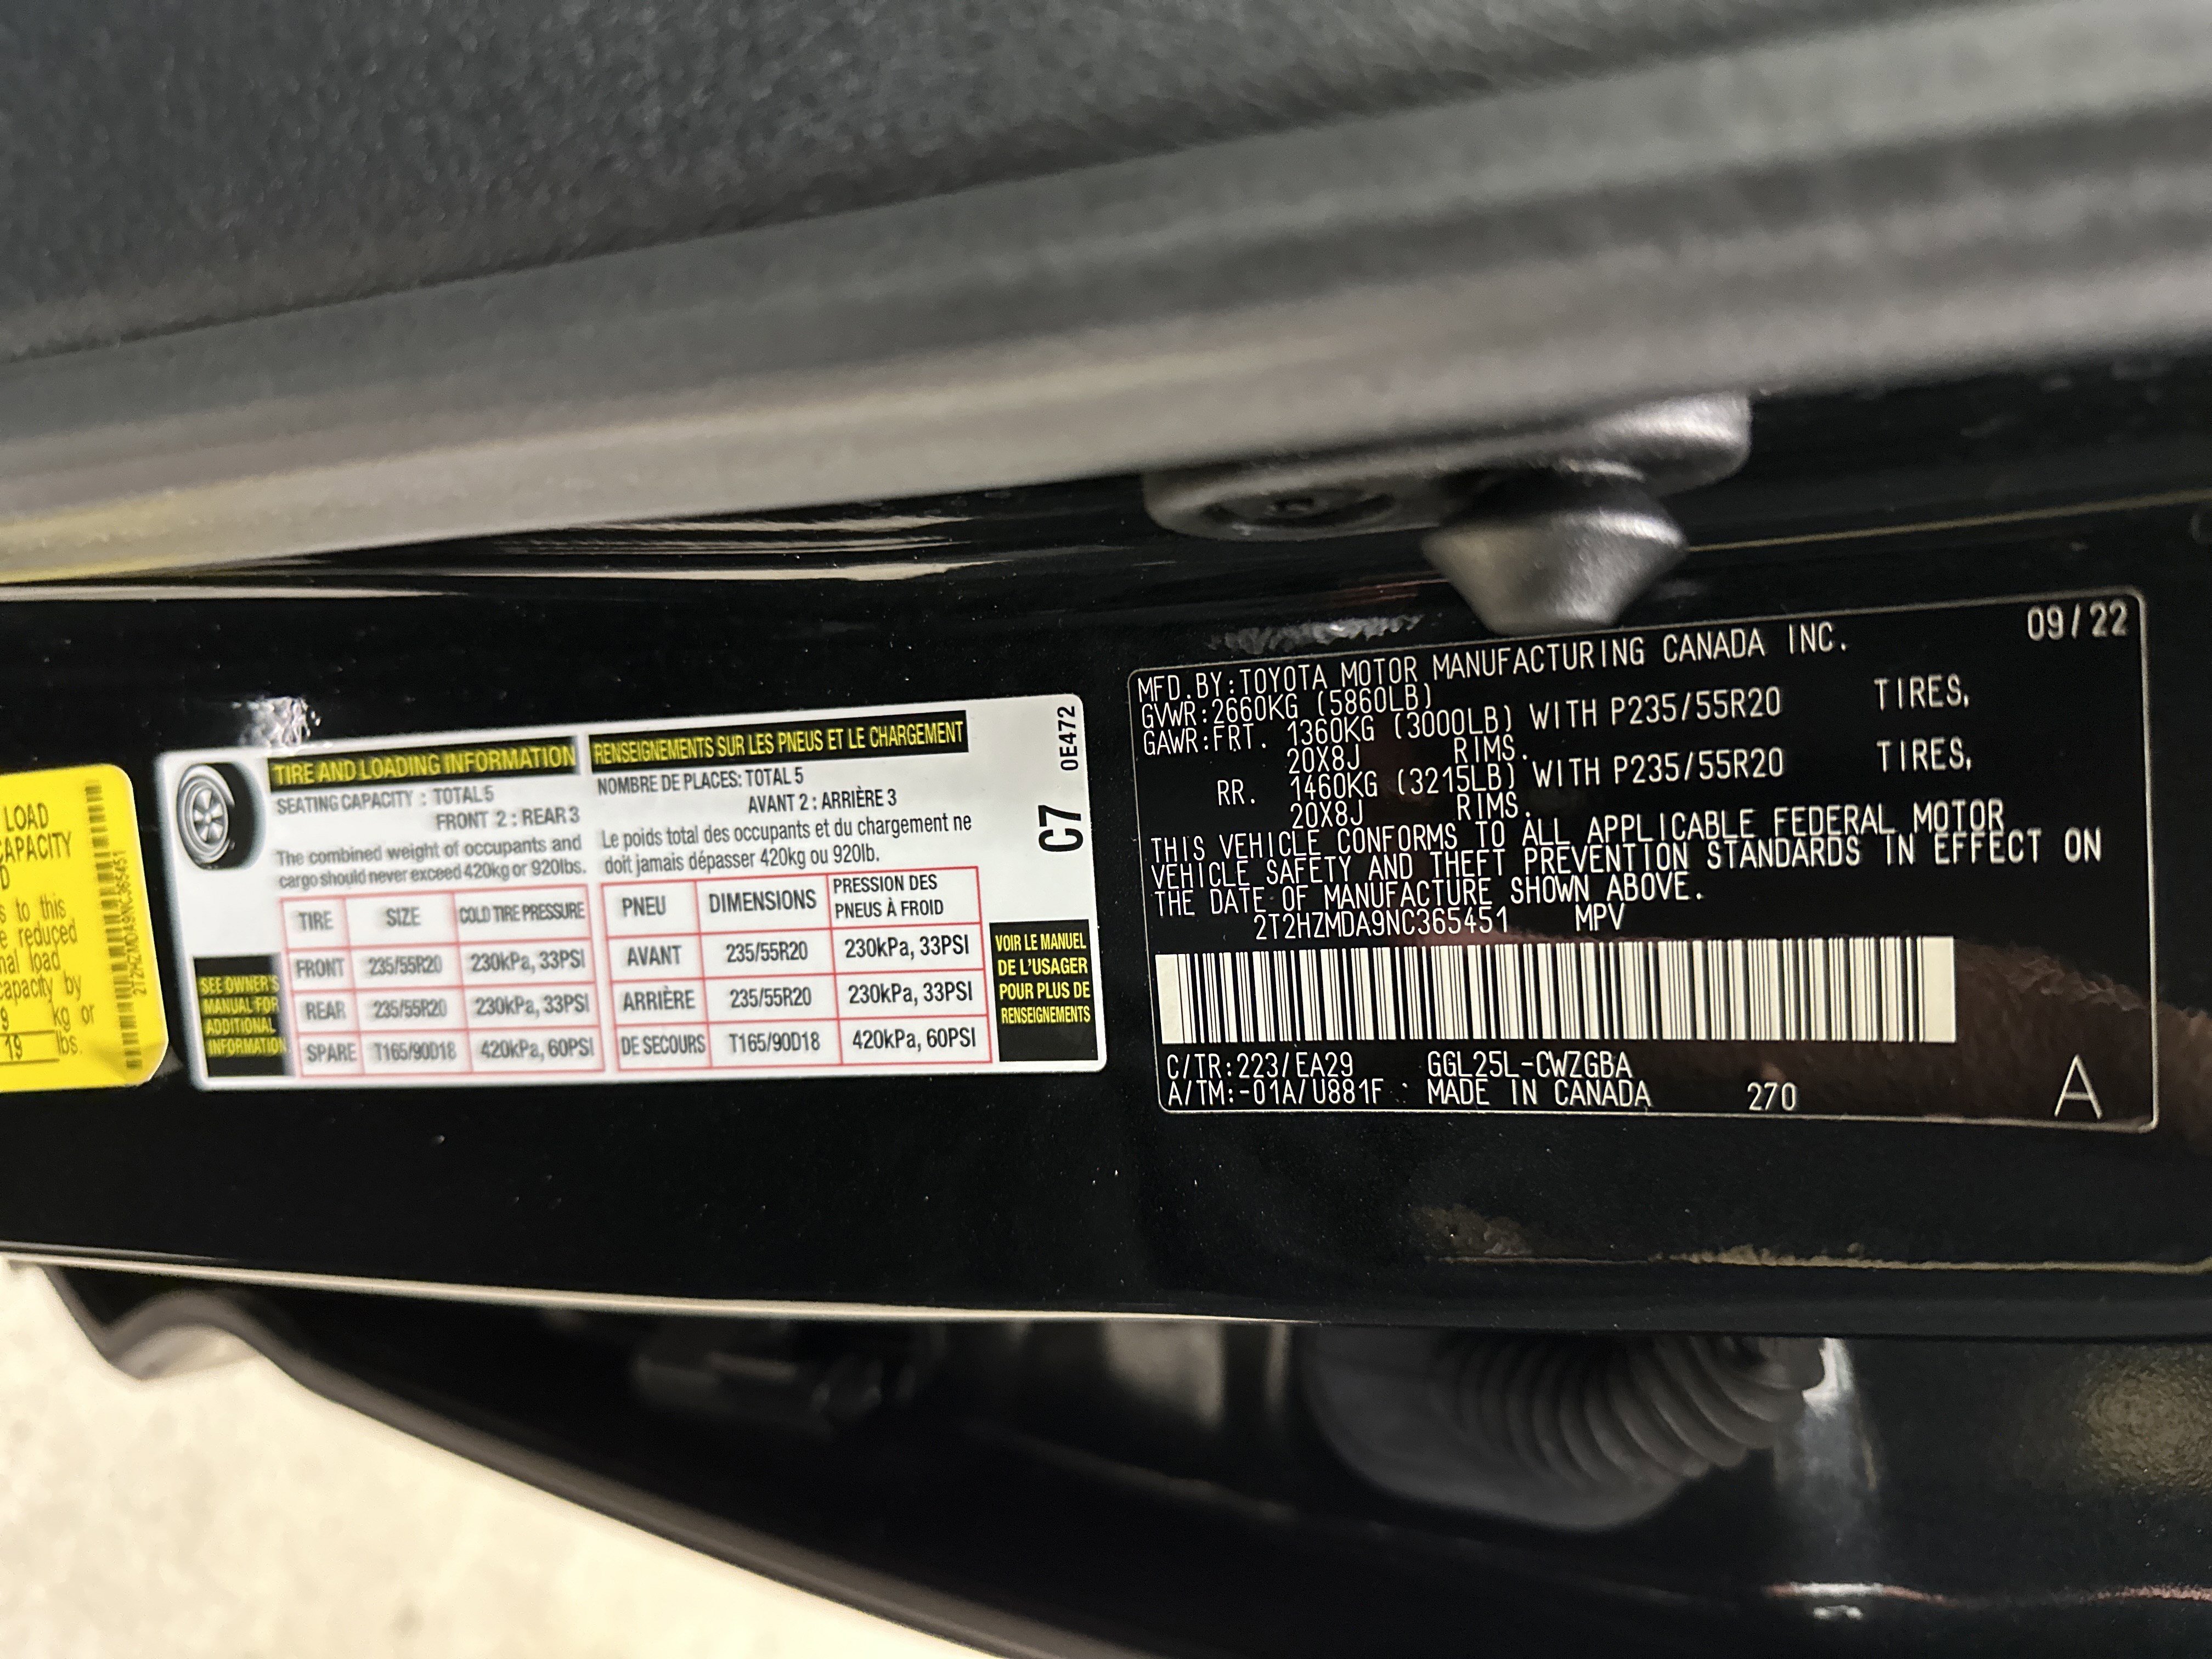 LOAD
CAPACITY
s to this
e reduced
nal load
capacity by
9 kg or
19 lbs.
2T2HZMDA9NC365451
TIRE AND LOADING INFORMATION
SEATING CAPACITY : TOTAL 5
FRONT 2 : REAR 3
The combined weight of occupants and
cargo should never exceed 420kg or 920lbs.
TIRE SIZE COLD TIRE PRESSURE
FRONT 235/55R20 230kPa, 33PSI
REAR 235/55R20 230kPa, 33PSI
SPARE T165/90D18 420kPa, 60PSI
SEE OWNER'S
MANUAL FOR
ADDITIONAL
INFORMATION
RENSEIGNEMENTS SUR LES PNEUS ET LE CHARGEMENT
NOMBRE DE PLACES: TOTAL 5
AVANT 2 : ARRIÈRE 3
Le poids total des occupants et du chargement ne
doit jamais dépasser 420kg ou 920lb.
PNEU DIMENSIONS PRESSION DES
PNEUS À FROID
AVANT 235/55R20 230kPa, 33PSI
ARRIÈRE 235/55R20 230kPa, 33PSI
DE SECOURS T165/90D18 420kPa, 60PSI
VOIR LE MANUEL
DE L'USAGER
POUR PLUS DE
RENSEIGNEMENTS
C7
0E472
09/22
MFD.BY:TOYOTA MOTOR MANUFACTURING CANADA INC.
GVWR:2660KG (5860LB)
GAWR:FRT. 1360KG (3000LB) WITH P235/55R20 TIRES,
20X8J RIMS.
RR. 1460KG (3215LB) WITH P235/55R20 TIRES,
20X8J RIMS.
THIS VEHICLE CONFORMS TO ALL APPLICABLE FEDERAL MOTOR
VEHICLE SAFETY AND THEFT PREVENTION STANDARDS IN EFFECT ON
THE DATE OF MANUFACTURE SHOWN ABOVE.
2T2HZMDA9NC365451 MPV
C/TR:223/EA29 GGL25L-CWZGBA
A/TM:-01A/U881F MADE IN CANADA 270
A